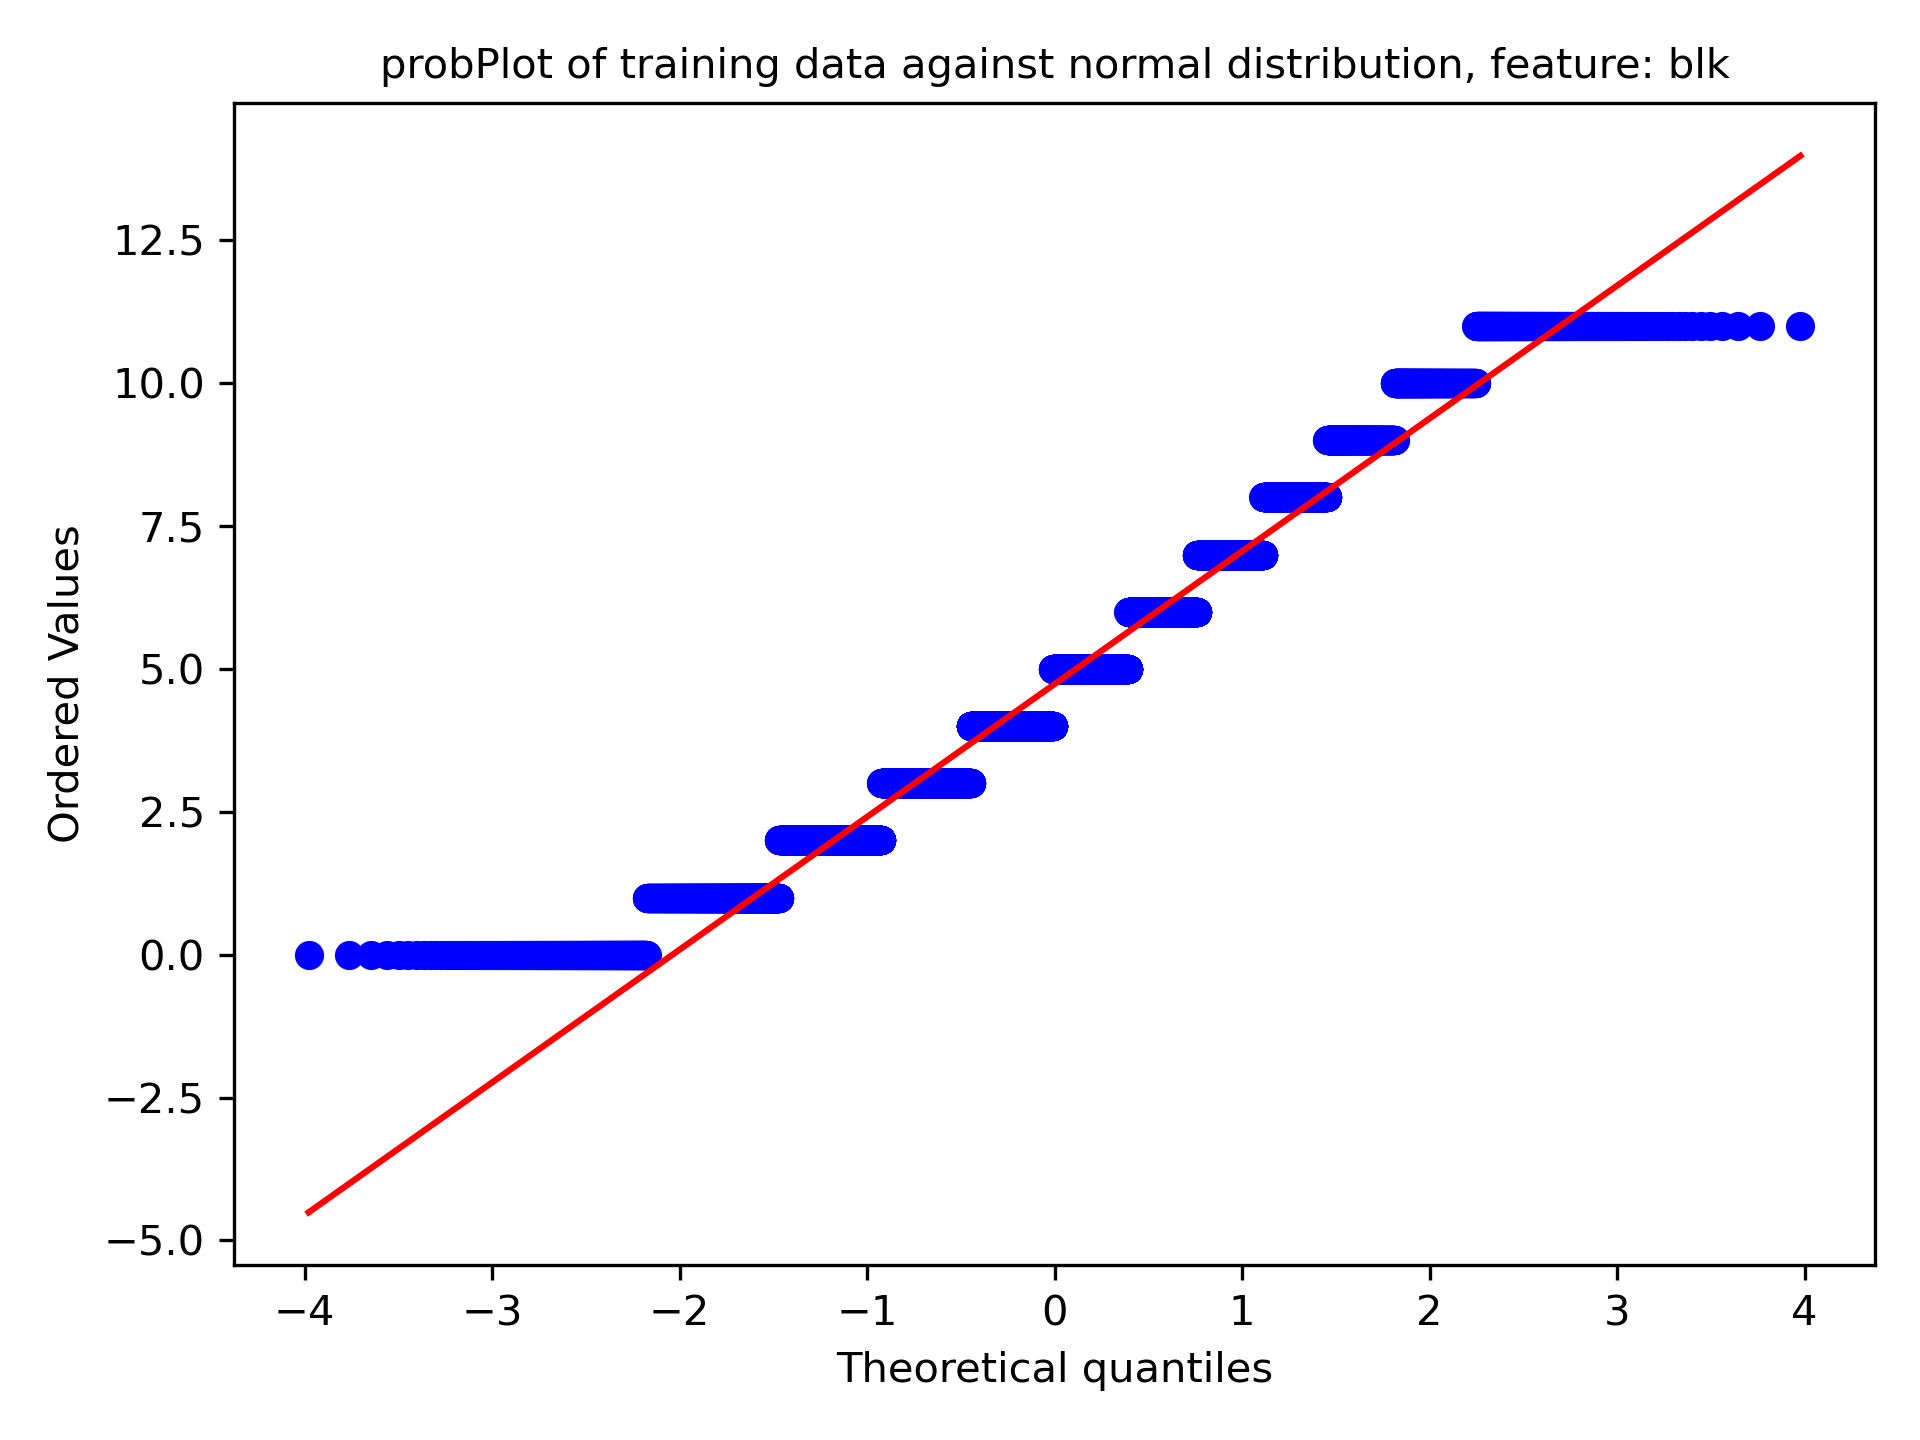 probPlot of training data against normal distribution, feature: blk
12.5
10.0
7.5
5.0
2.5
0.0
−2.5
−5.0
Ordered Values
−4 −3 −2 −1 0 1 2 3 4
Theoretical quantiles